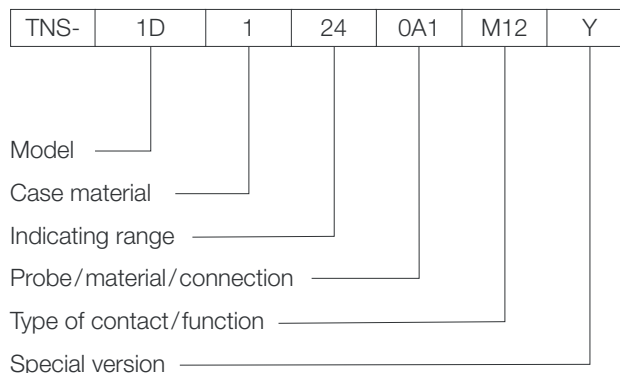 TNS- 1D 1 24 0A1 M12 Y
Model
Case material
Indicating range
Probe/material/connection
Type of contact/function
Special version